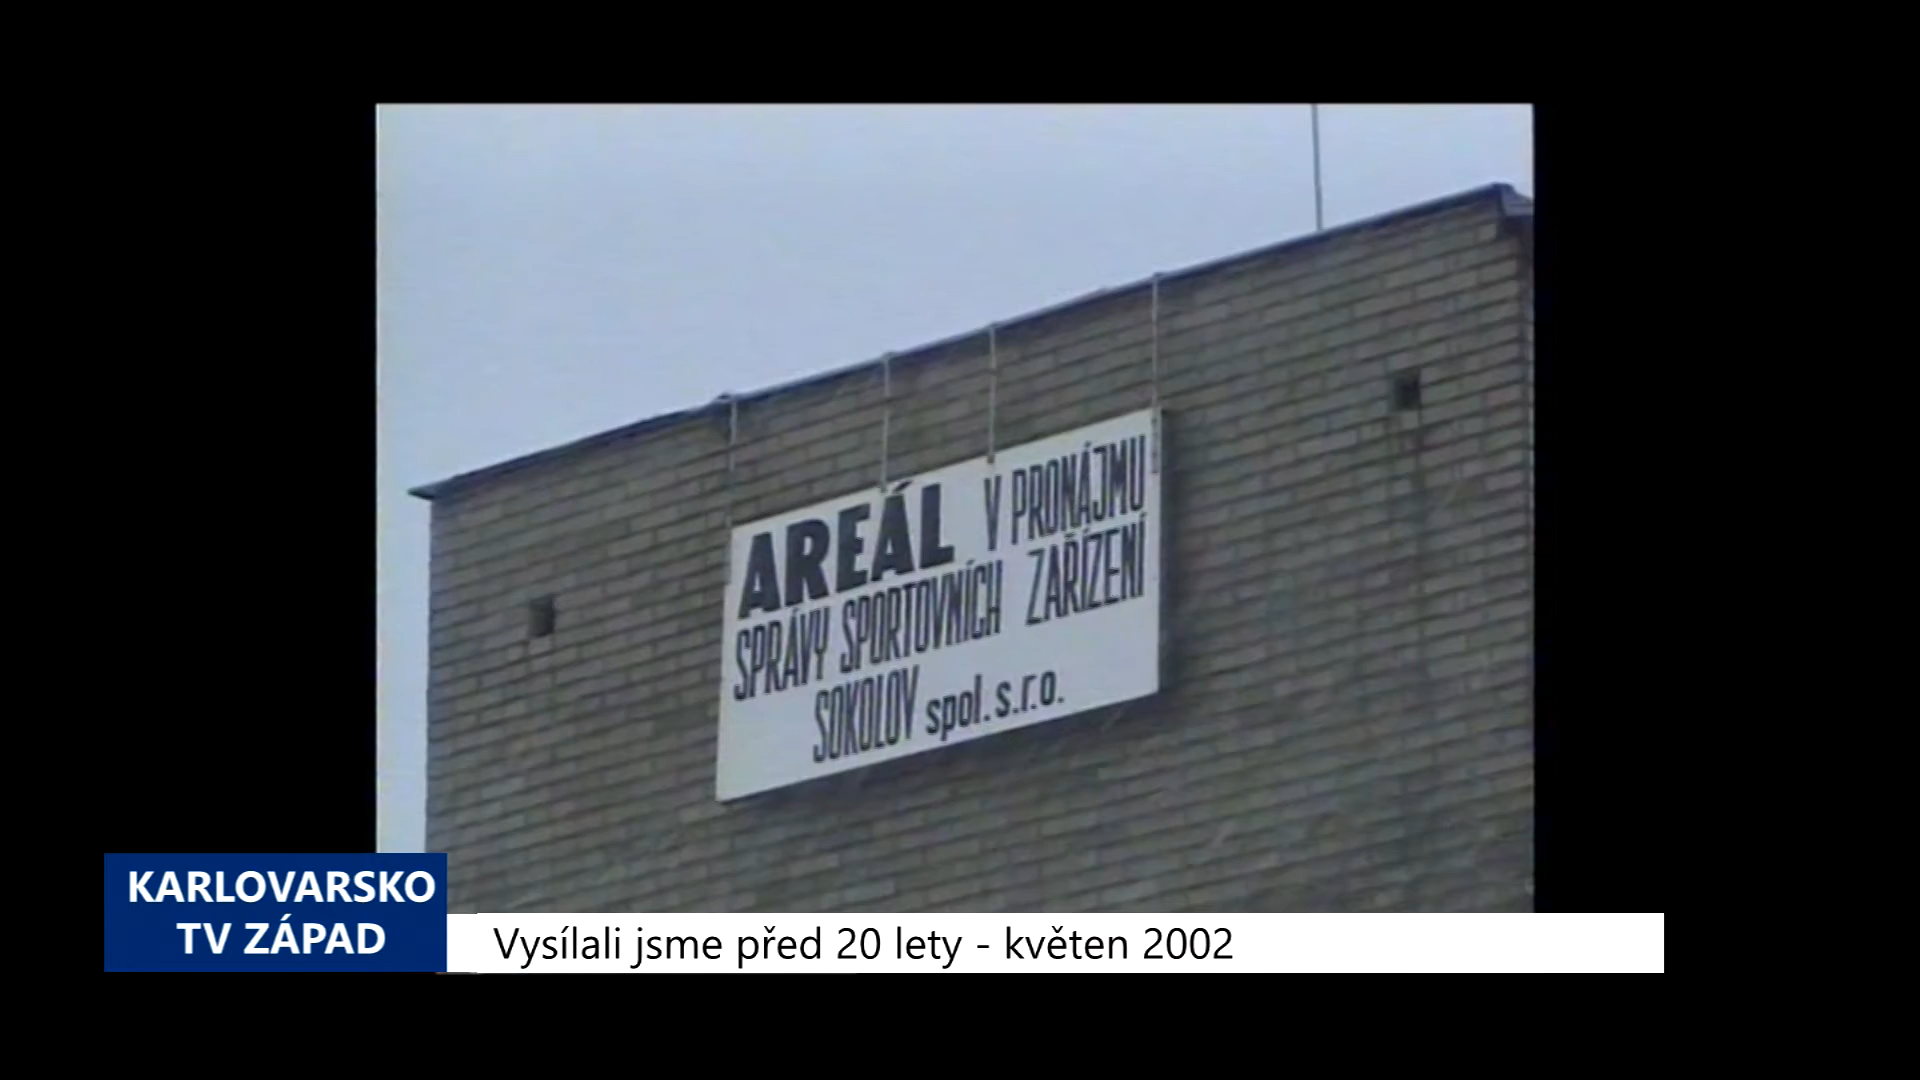 AREÁL V PRONÁJMU
SPRÁVY SPORTOVNÍCH ZAŘÍZENÍ
SOKOLOV spol. s.r.o.
KARLOVARSKO
TV ZÁPAD
Vysílali jsme před 20 lety - květen 2002